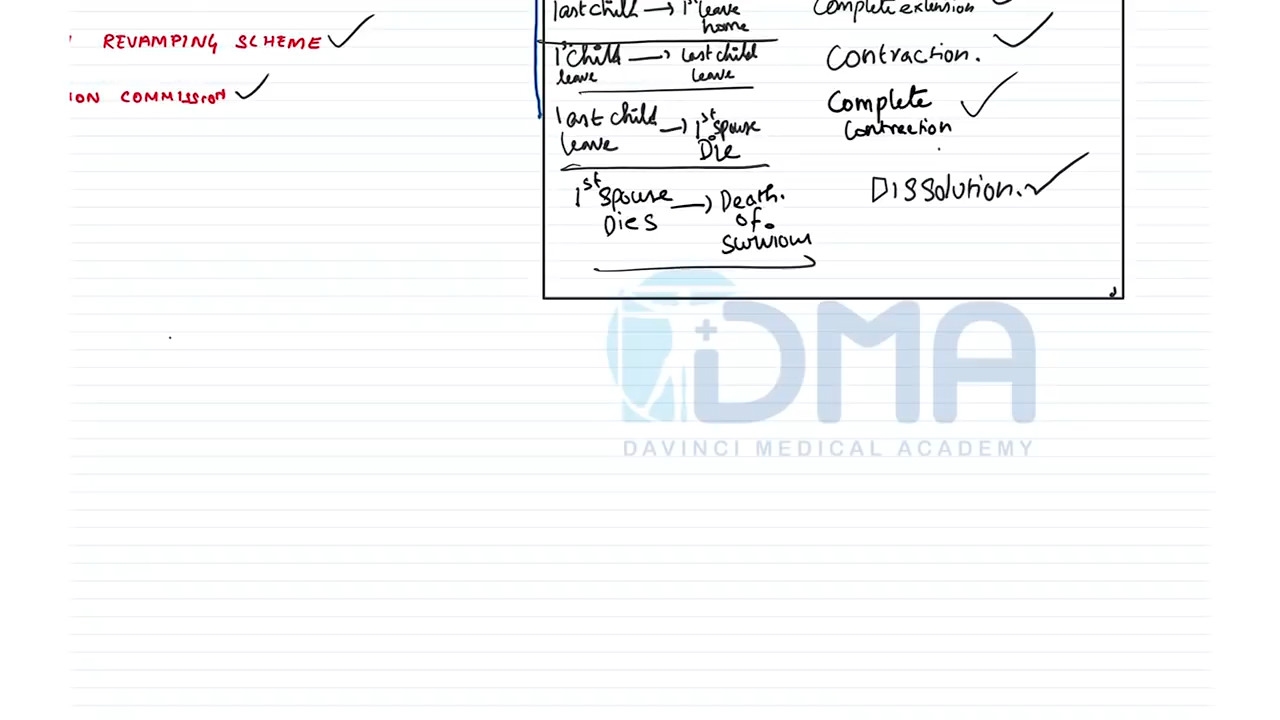 REVAMPING SCHEME
ION COMMISSION
last child → 1st leave home
Complete extension
1st child leave → Last child leave
Contraction.
last child leave → 1st spouse Die
Complete Contraction
1st spouse Dies → Death. of.
Dissolution.
DMA
DAVINCI MEDICAL ACADEMY